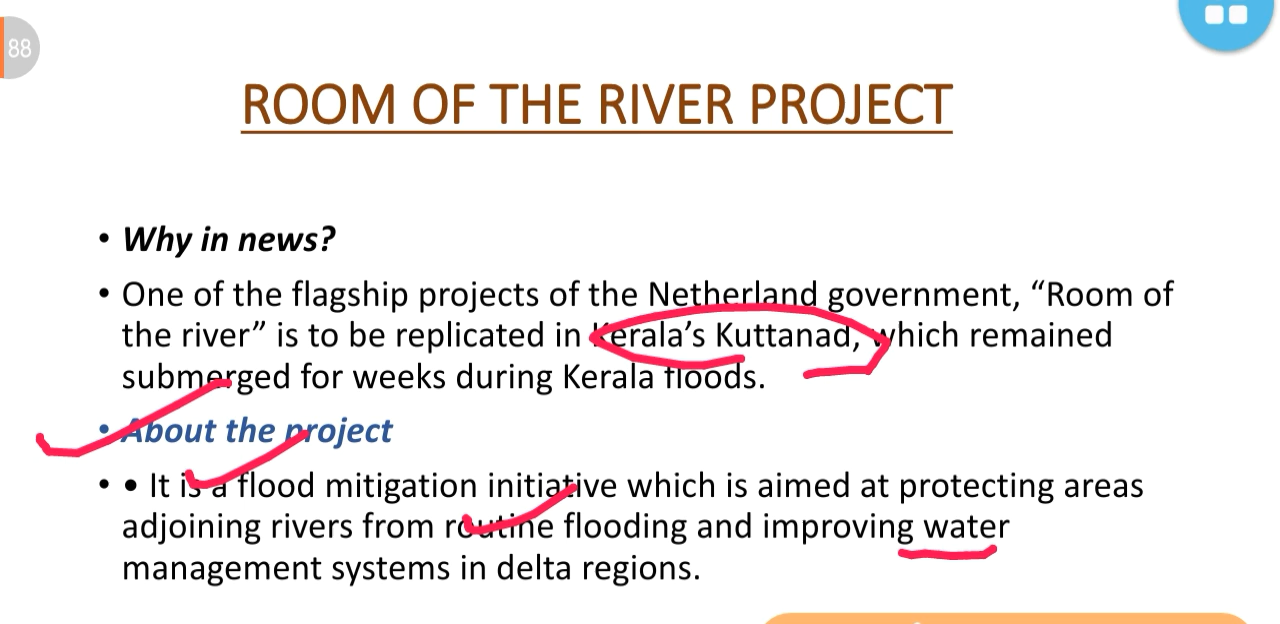 88
ROOM OF THE RIVER PROJECT
• Why in news?
• One of the flagship projects of the Netherland government, “Room of
the river” is to be replicated in Kerala’s Kuttanad, which remained
submerged for weeks during Kerala floods.
• About the project
• • It is a flood mitigation initiative which is aimed at protecting areas
adjoining rivers from routine flooding and improving water
management systems in delta regions.